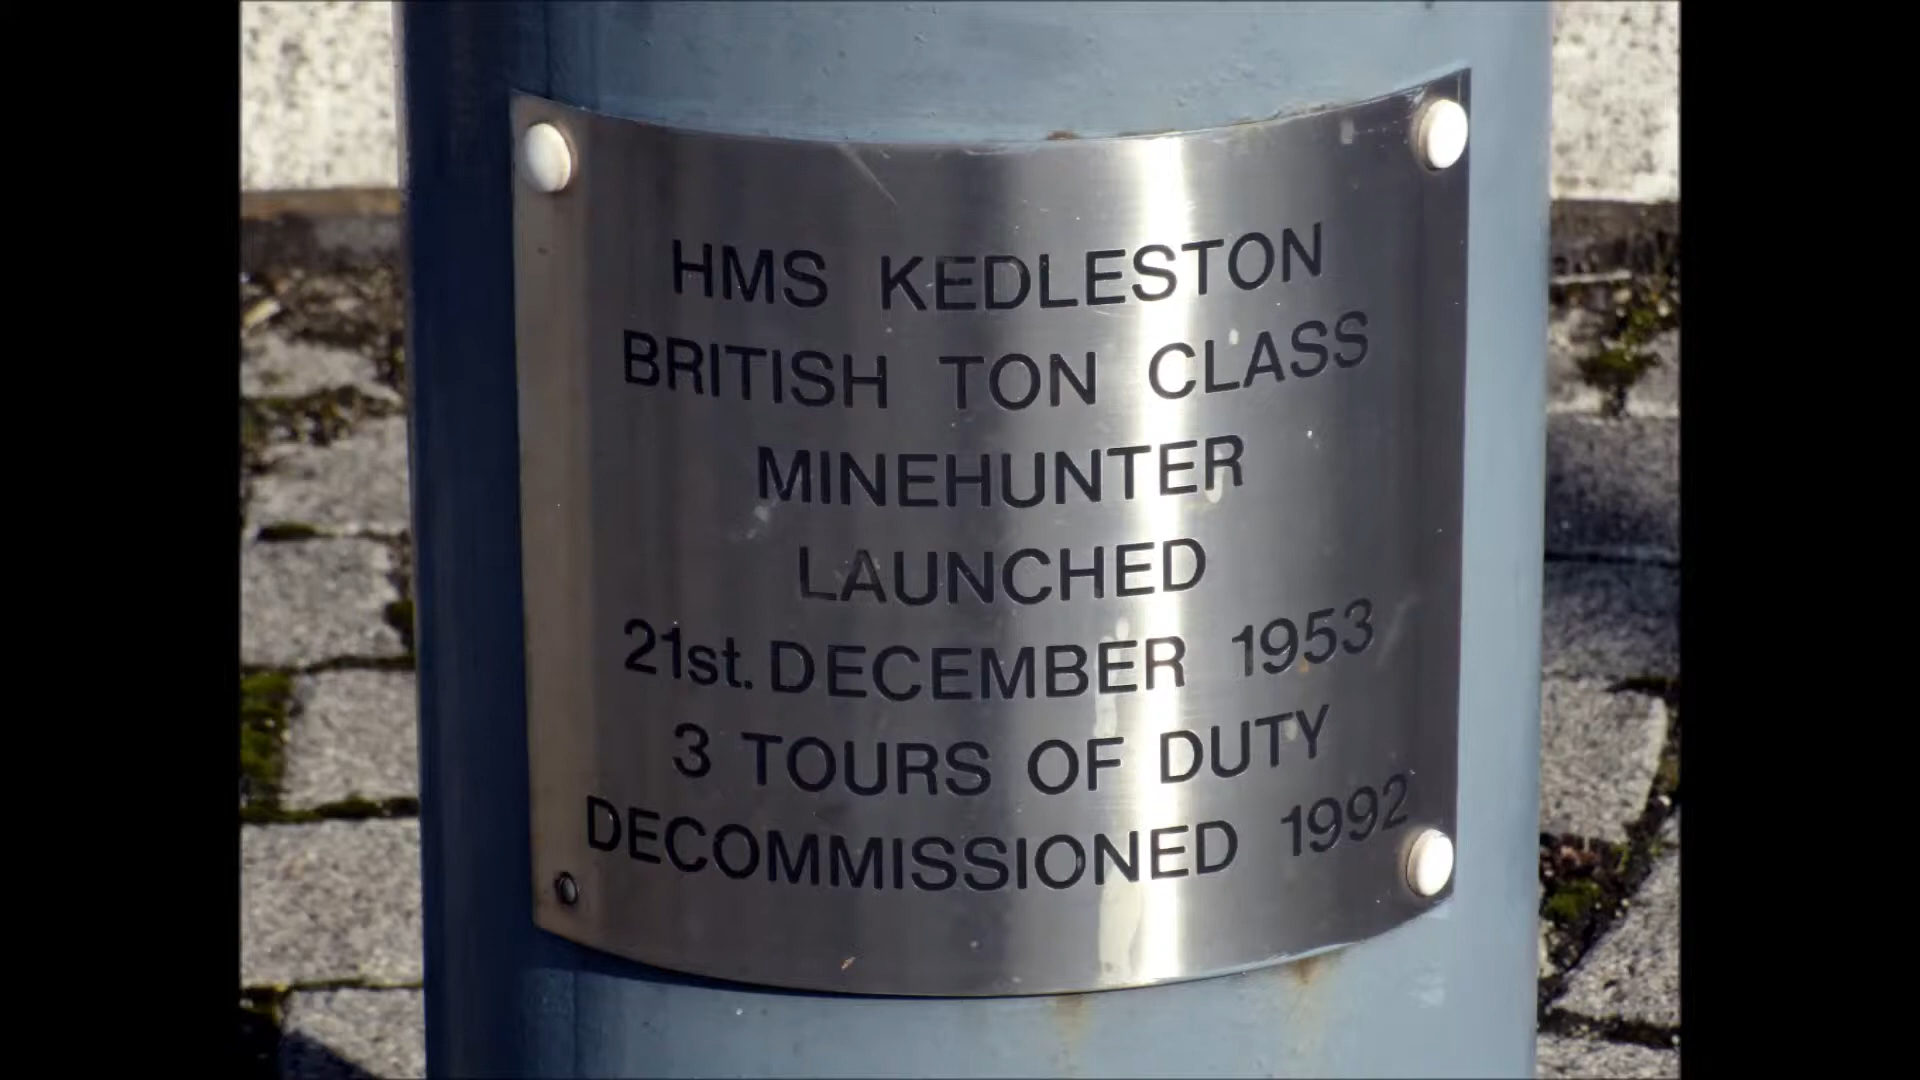 HMS KEDLESTON
BRITISH TON CLASS
MINEHUNTER
LAUNCHED
21st. DECEMBER 1953
3 TOURS OF DUTY
DECOMMISSIONED 1992